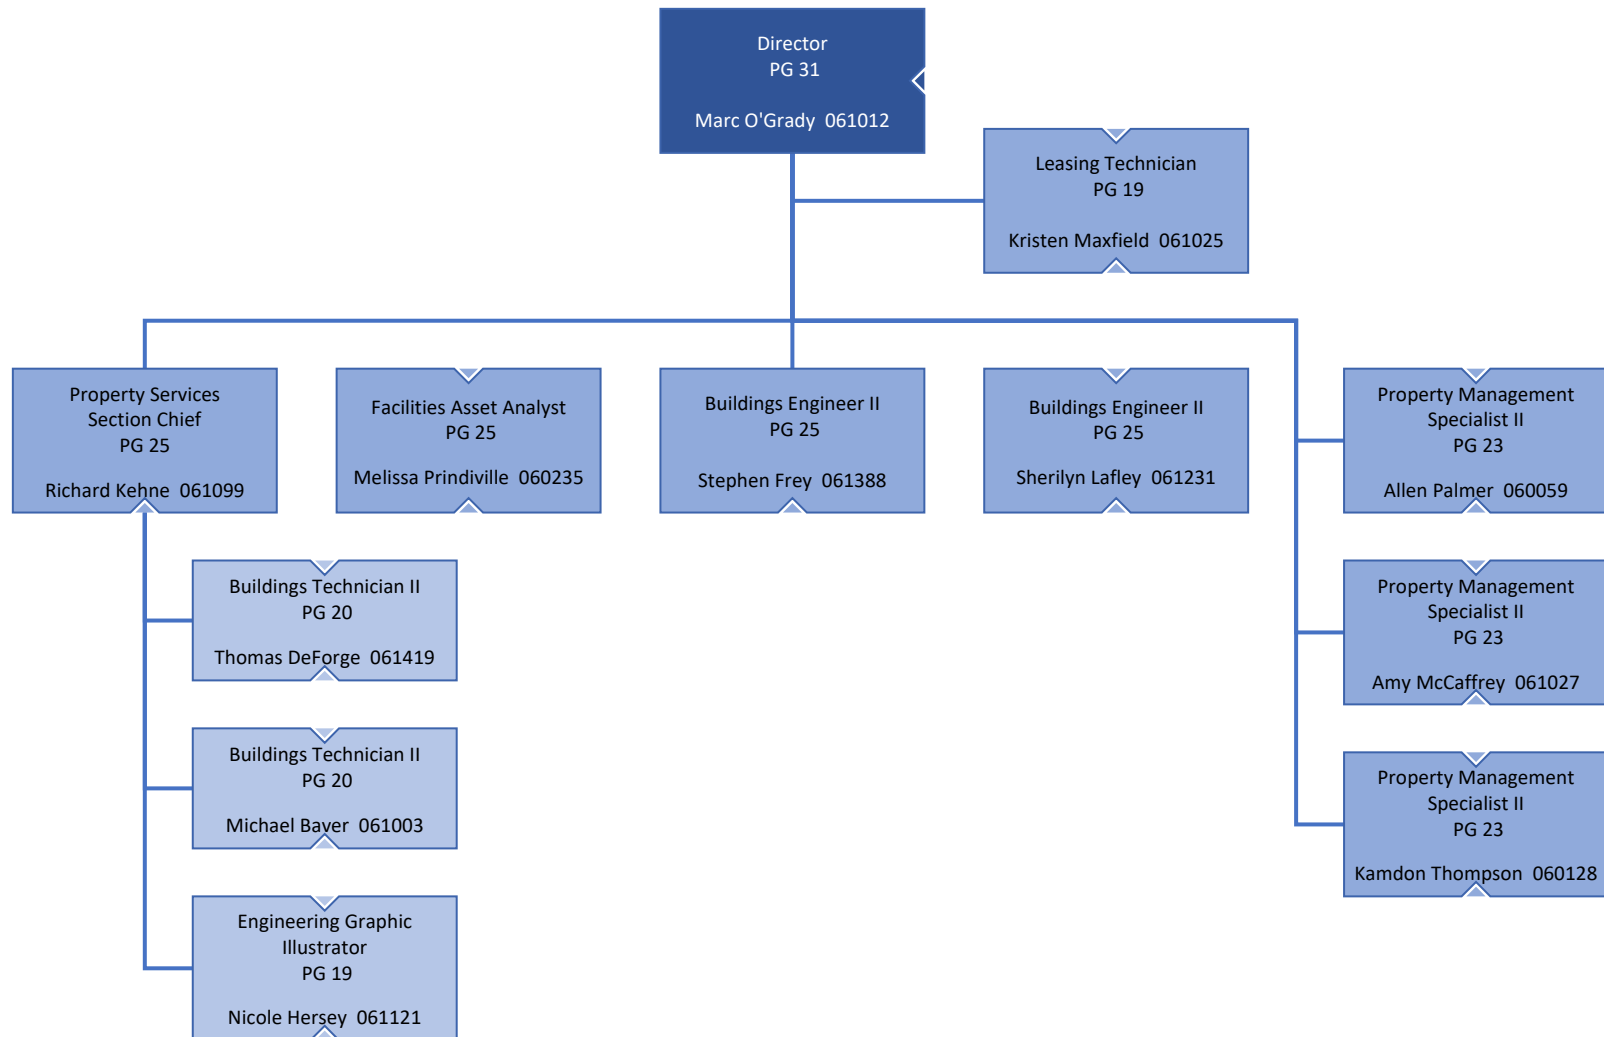 Director
PG 31
Marc O'Grady  061012
Leasing Technician
PG 19
Kristen Maxfield  061025
Property Services
Section Chief
PG 25
Richard Kehne  061099
Facilities Asset Analyst
PG 25
Melissa Prindiville  060235
Buildings Engineer II
PG 25
Stephen Frey  061388
Buildings Engineer II
PG 25
Sherilyn Lafley  061231
Property Management
Specialist II
PG 23
Allen Palmer  060059
Buildings Technician II
PG 20
Thomas DeForge  061419
Property Management
Specialist II
PG 23
Amy McCaffrey  061027
Buildings Technician II
PG 20
Michael Baver  061003
Property Management
Specialist II
PG 23
Kamdon Thompson  060128
Engineering Graphic
Illustrator
PG 19
Nicole Hersey  061121